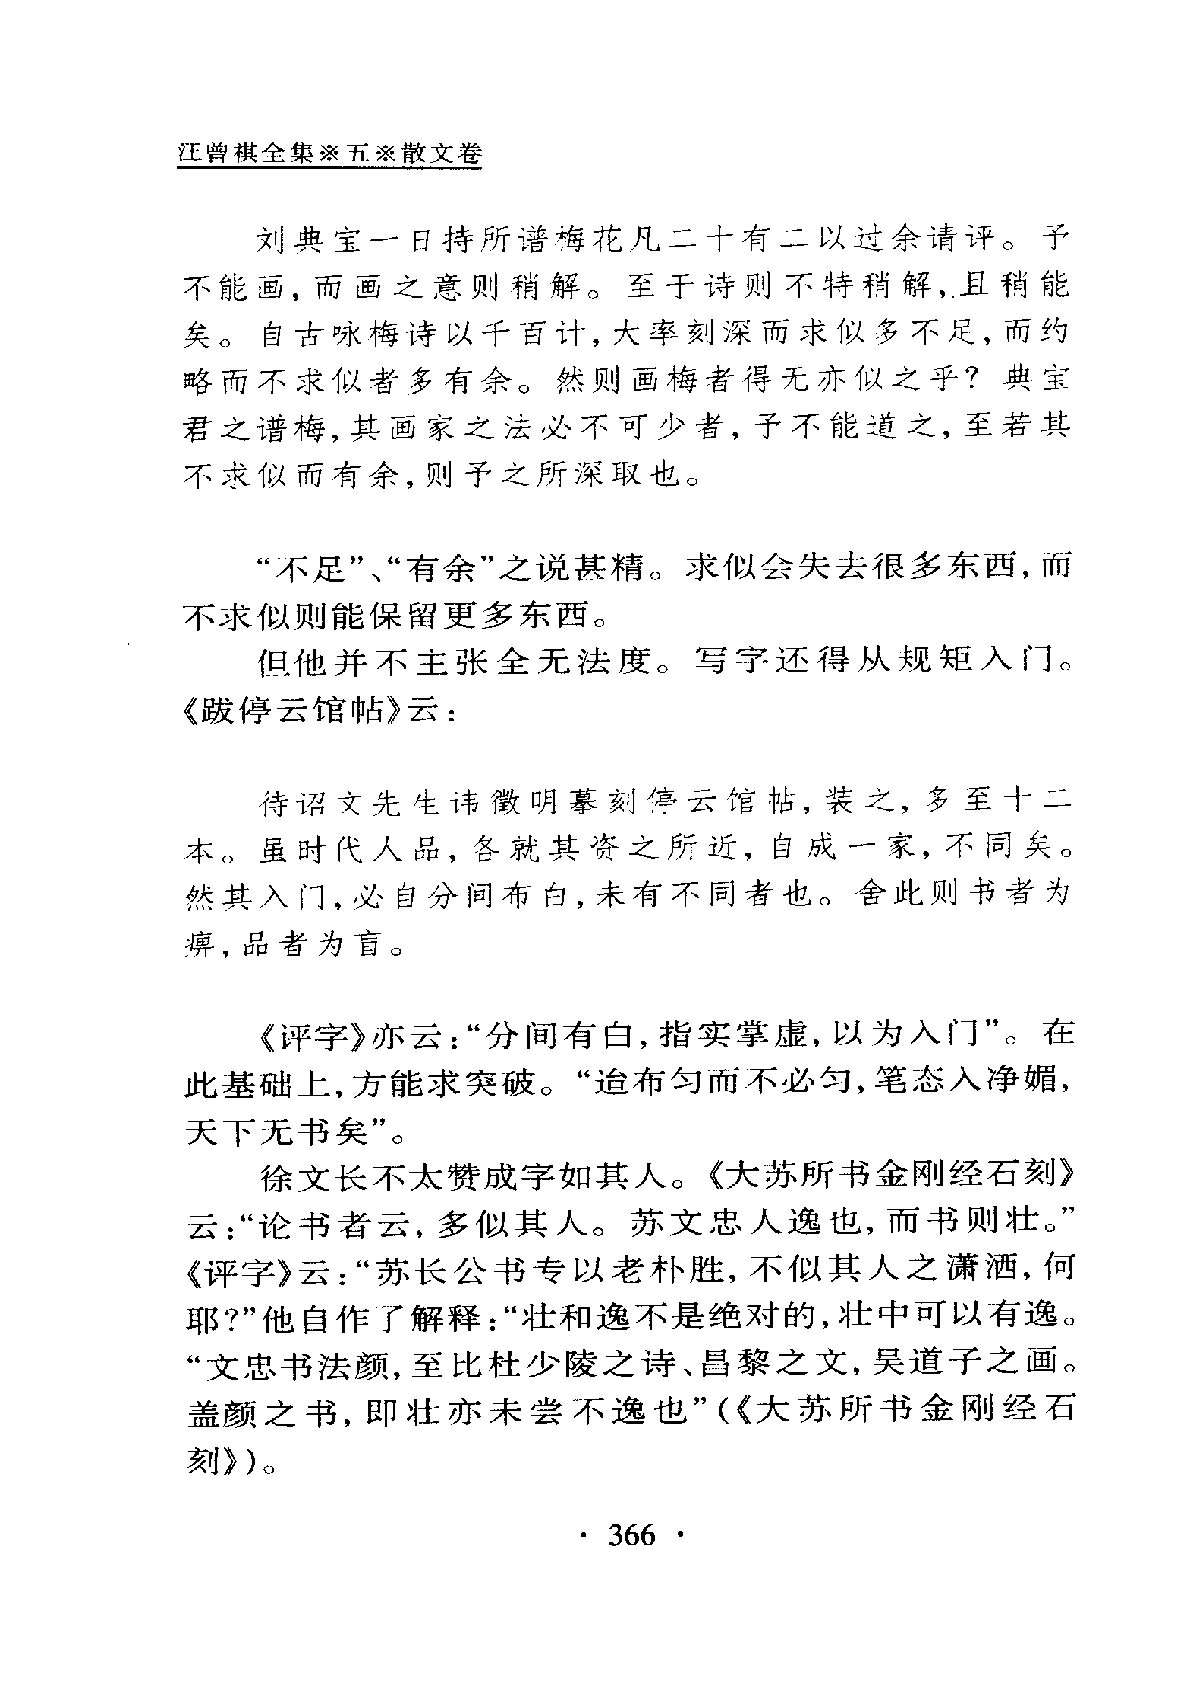 汪曾祺全集※五※散文卷
刘典宝一日持所谱梅花凡二十有二以过余请评。予
不能画，而画之意则稍解。至于诗则不特稍解，且稍能
矣。自古咏梅诗以千百计，大率刻深而求似多不足，而约
略而不求似者多有余。然则画梅者得无亦似之乎？典宝
君之谱梅，其画家之法必不可少者，予不能道之，至若其
不求似而有余，则予之所深取也。
“不足”、“有余”之说甚精。求似会失去很多东西，而
不求似则能保留更多东西。
但他并不主张全无法度。写字还得从规矩入门。
《跋停云馆帖》云：
待诏文先生讳徵明摹刻停云馆帖，装之，多至十二
本。虽时代人品，各就其资之所近，自成一家，不同矣。
然其入门，必自分间布白，未有不同者也。舍此则书者为
痹，品者为盲。
《评字》亦云：“分间有白，指实掌虚，以为入门”。在
此基础上，方能求突破。“迨布匀而不必匀，笔态入净媚，
天下无书矣”。
徐文长不太赞成字如其人。《大苏所书金刚经石刻》
云：“论书者云，多似其人。苏文忠人逸也，而书则壮。”
《评字》云：“苏长公书专以老朴胜，不似其人之潇洒，何
耶？”他自作了解释：“壮和逸不是绝对的，壮中可以有逸。
“文忠书法颜，至比杜少陵之诗、昌黎之文，吴道子之画。
盖颜之书，即壮亦未尝不逸也”（《大苏所书金刚经石
刻》）。
· 366 ·